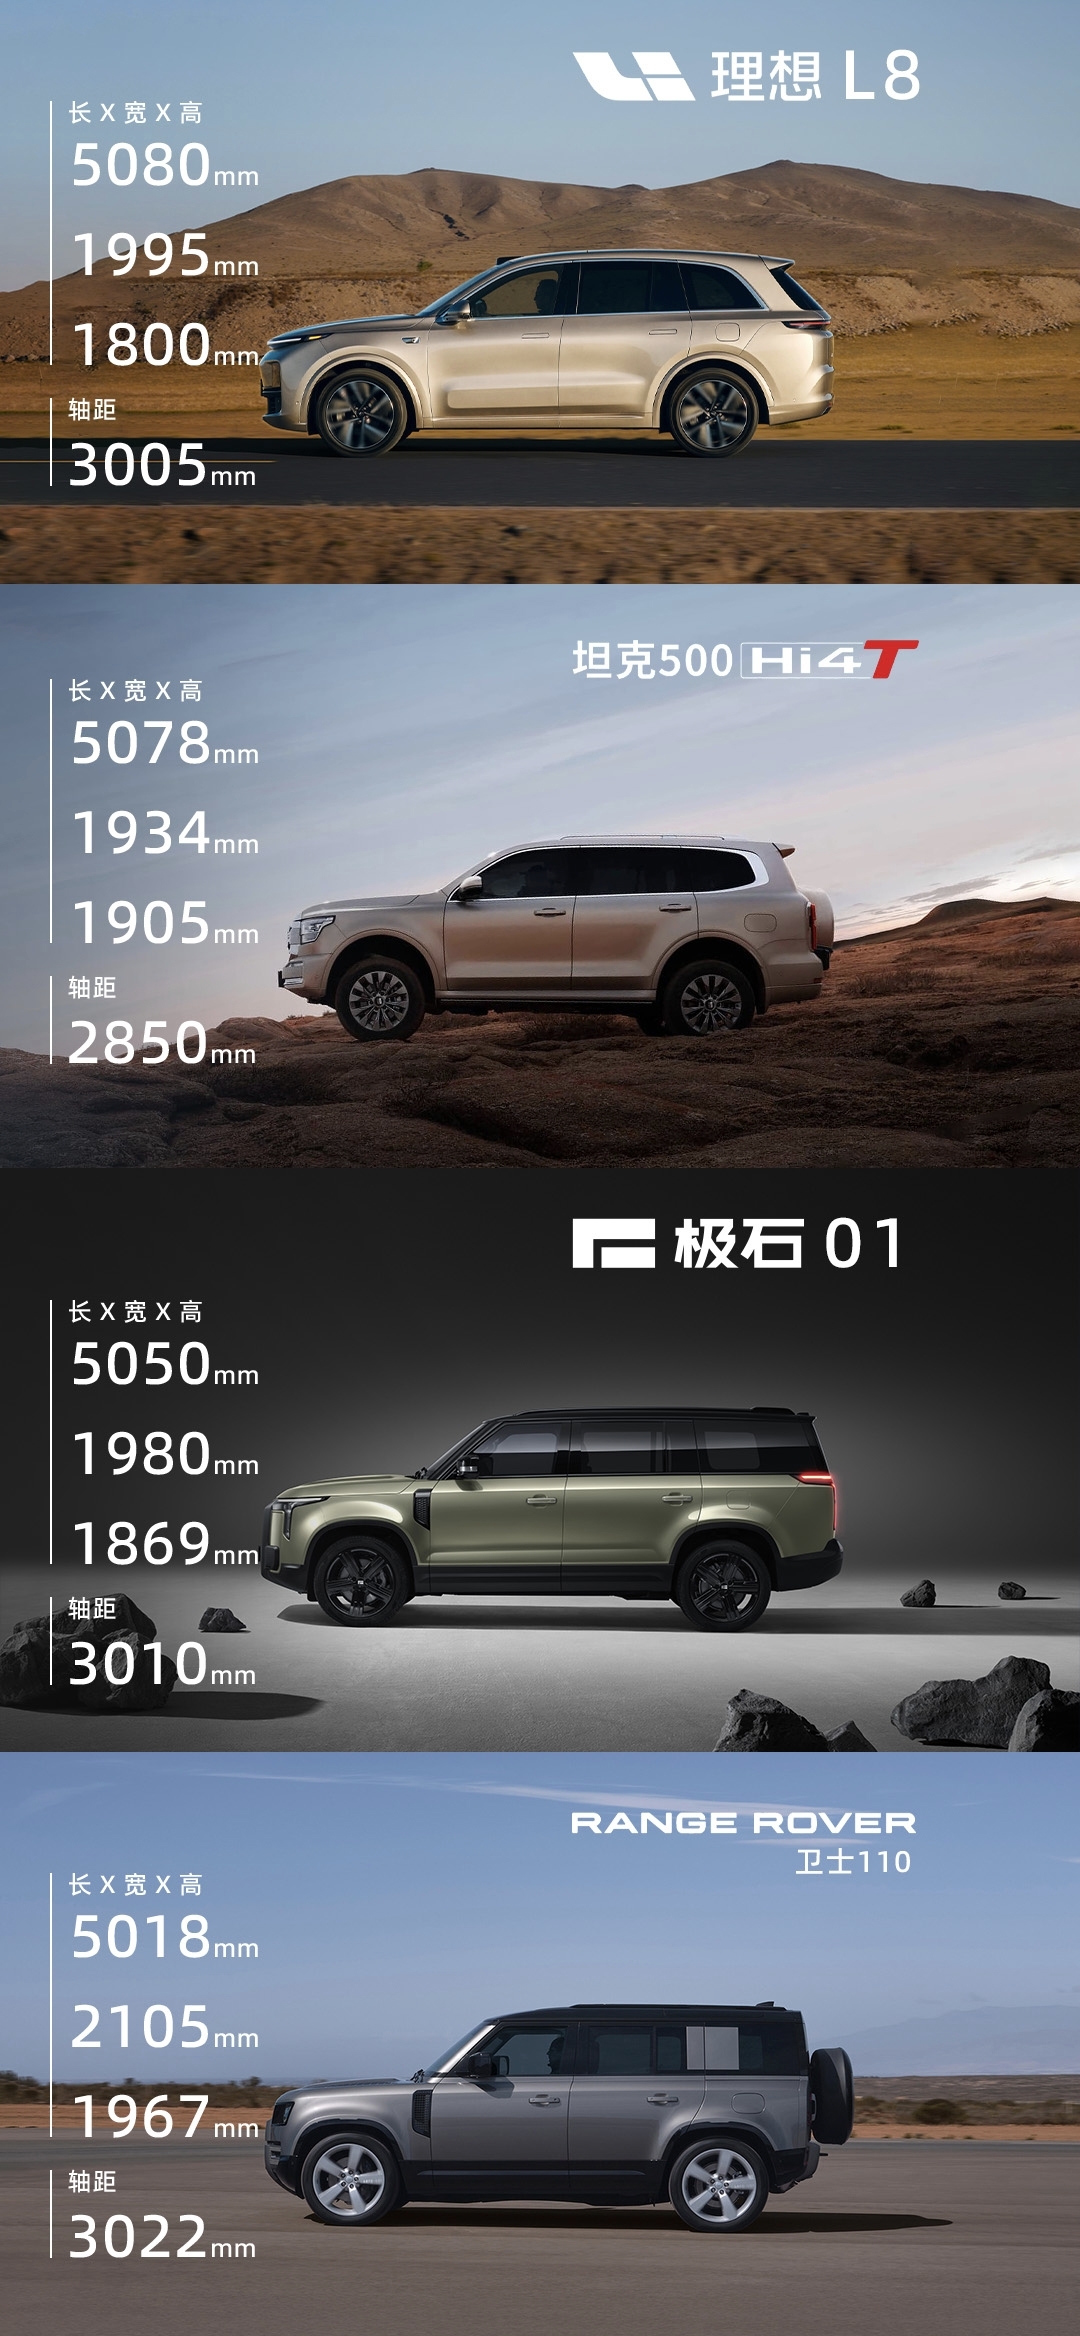 理想 L8
长 X 宽 X 高
5080mm
1995mm
1800mm
轴距
3005mm
坦克500 Hi4T
长 X 宽 X 高
5078mm
1934mm
1905mm
轴距
2850mm
极石 01
长 X 宽 X 高
5050mm
1980mm
1869mm
轴距
3010mm
RANGE ROVER
卫士110
长 X 宽 X 高
5018mm
2105mm
1967mm
轴距
3022mm